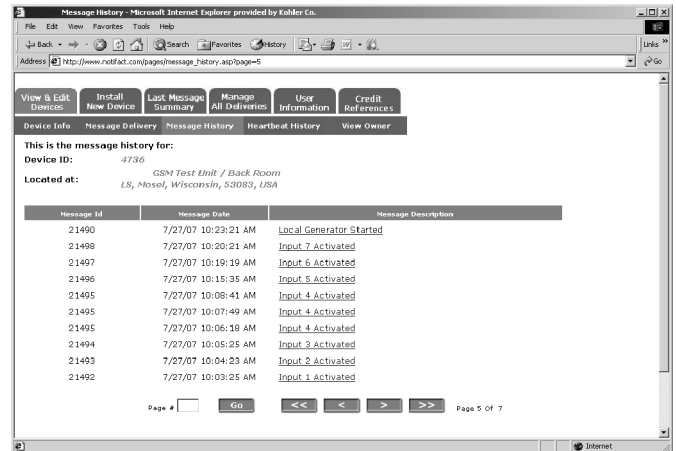 Message History - Microsoft Internet Explorer provided by Kohler Co.
File Edit View Favorites Tools Help
Back Search Favorites History Links
Address http://www.notifact.com/pages/message_history.asp?page=5 Go
View & Edit Devices Install New Device Last Message Summary Manage All Deliveries User Information Credit References
Device Info Message Delivery Message History Heartbeat History View Owner
This is the message history for:
Device ID: 4736
Located at: GSM Test Unit / Back Room
LS, Mosel, Wisconsin, 53083, USA
Message Id Message Date Message Description
21490 7/27/07 10:23:21 AM Local Generator Started
21498 7/27/07 10:20:21 AM Input 7 Activated
21497 7/27/07 10:19:19 AM Input 6 Activated
21496 7/27/07 10:15:35 AM Input 5 Activated
21495 7/27/07 10:08:41 AM Input 4 Activated
21495 7/27/07 10:07:49 AM Input 4 Activated
21495 7/27/07 10:06:18 AM Input 4 Activated
21494 7/27/07 10:05:25 AM Input 3 Activated
21493 7/27/07 10:04:23 AM Input 2 Activated
21492 7/27/07 10:03:25 AM Input 1 Activated
Page # Go << < > >> Page 5 Of 7
Internet